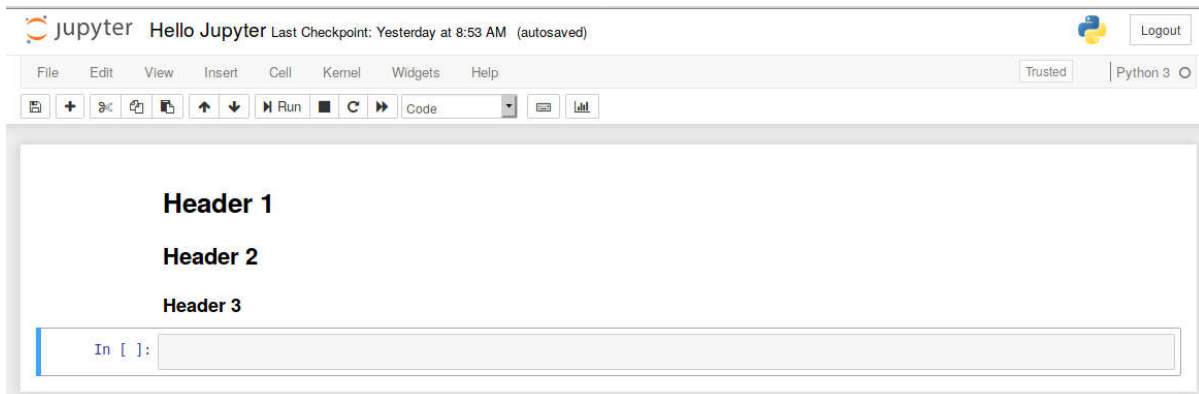 jupyter Hello Jupyter Last Checkpoint: Yesterday at 8:53 AM (autosaved) Logout
File Edit View Insert Cell Kernel Widgets Help Trusted Python 3
Run Code
Header 1
Header 2
Header 3
In [ ]: